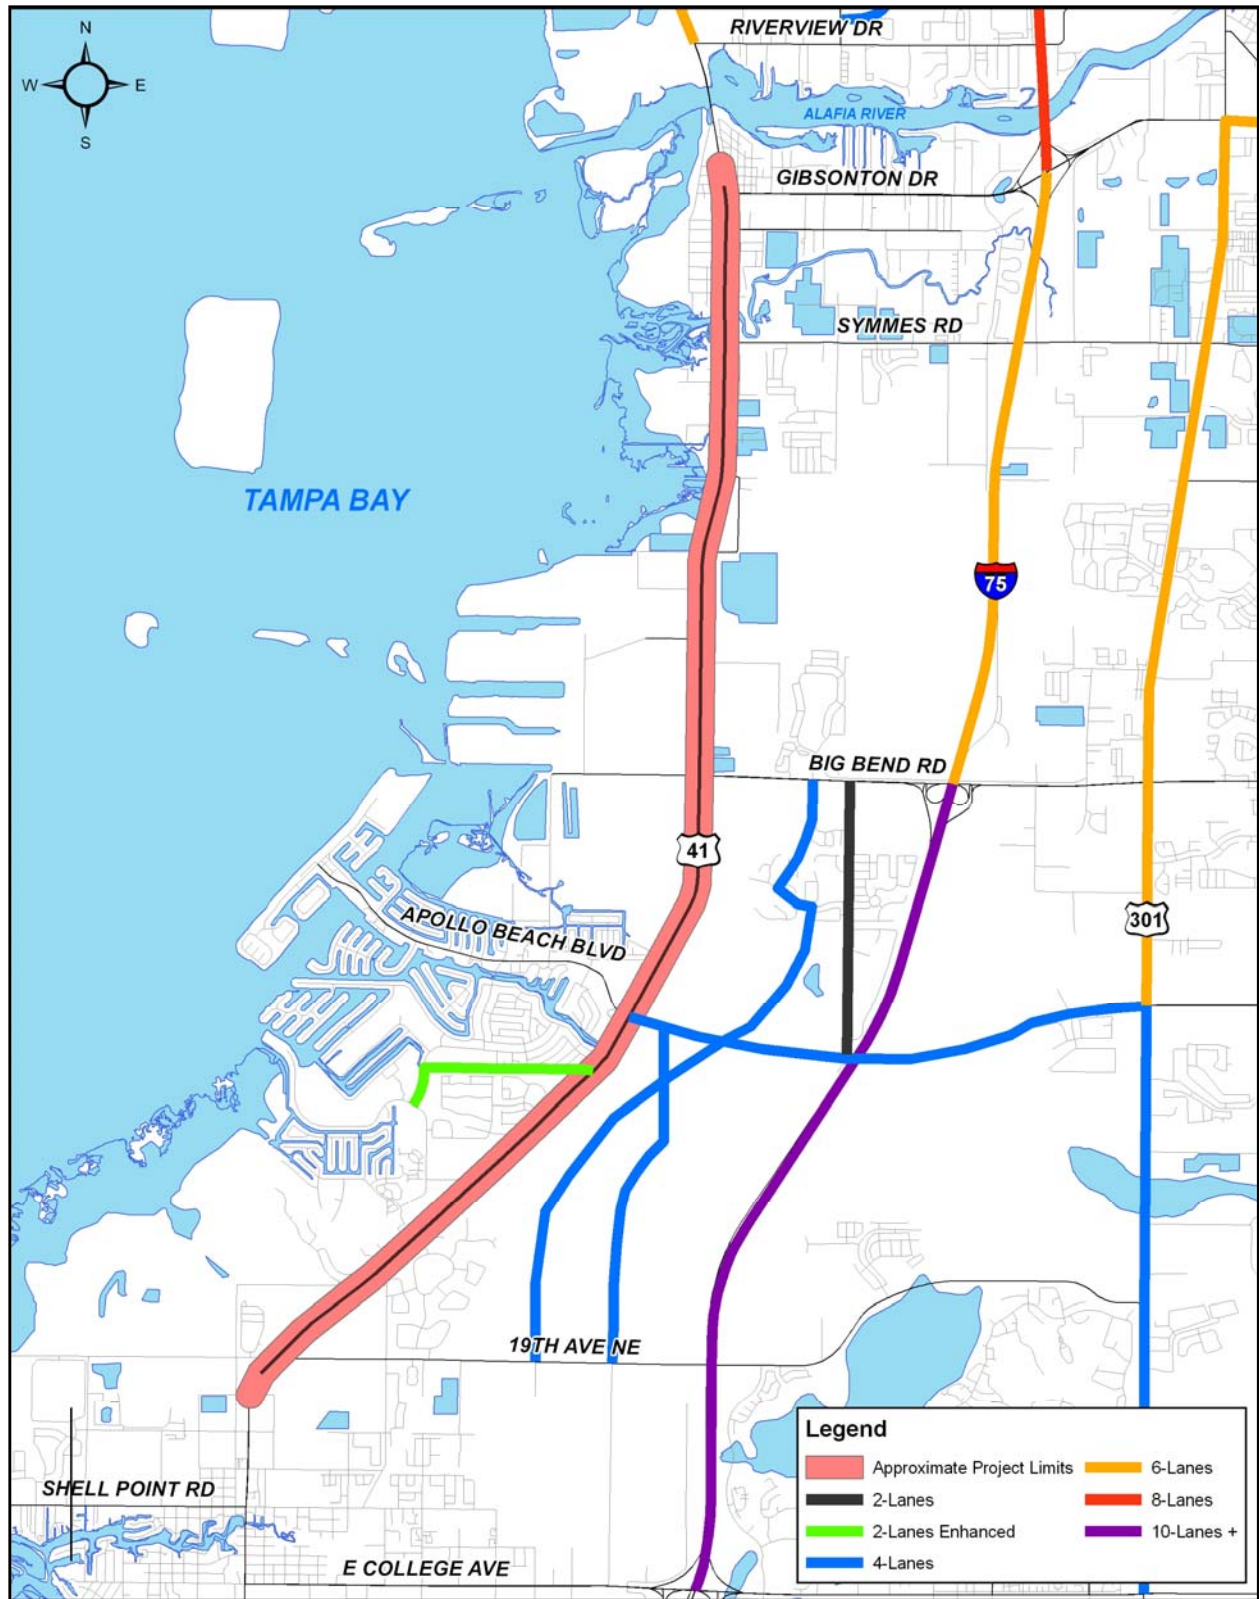 N
W
E
S
RIVERVIEW DR
ALAFIA RIVER
GIBSONTON DR
SYMMES RD
TAMPA BAY
75
BIG BEND RD
41
301
APOLLO BEACH BLVD
19TH AVE NE
SHELL POINT RD
E COLLEGE AVE
Legend
Approximate Project Limits
2-Lanes
2-Lanes Enhanced
4-Lanes
6-Lanes
8-Lanes
10-Lanes +